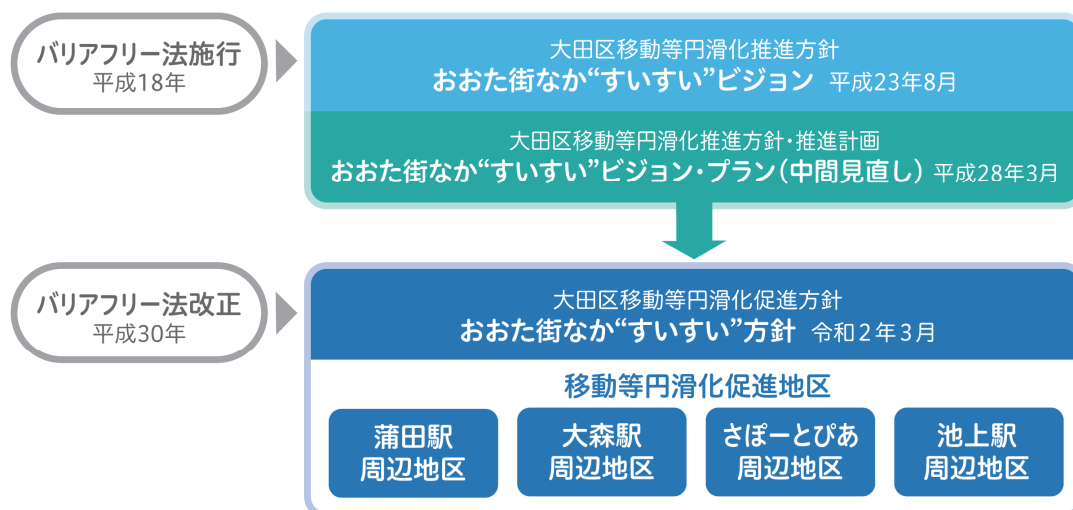 バリアフリー法施行
平成18年
大田区移動等円滑化推進方針
おおた街なか“すいすい”ビジョン 平成23年8月
大田区移動等円滑化推進方針・推進計画
おおた街なか“すいすい”ビジョン・プラン(中間見直し) 平成28年3月
バリアフリー法改正
平成30年
大田区移動等円滑化促進方針
おおた街なか“すいすい”方針 令和2年3月
移動等円滑化促進地区
蒲田駅
周辺地区
大森駅
周辺地区
さぽーとぴあ
周辺地区
池上駅
周辺地区